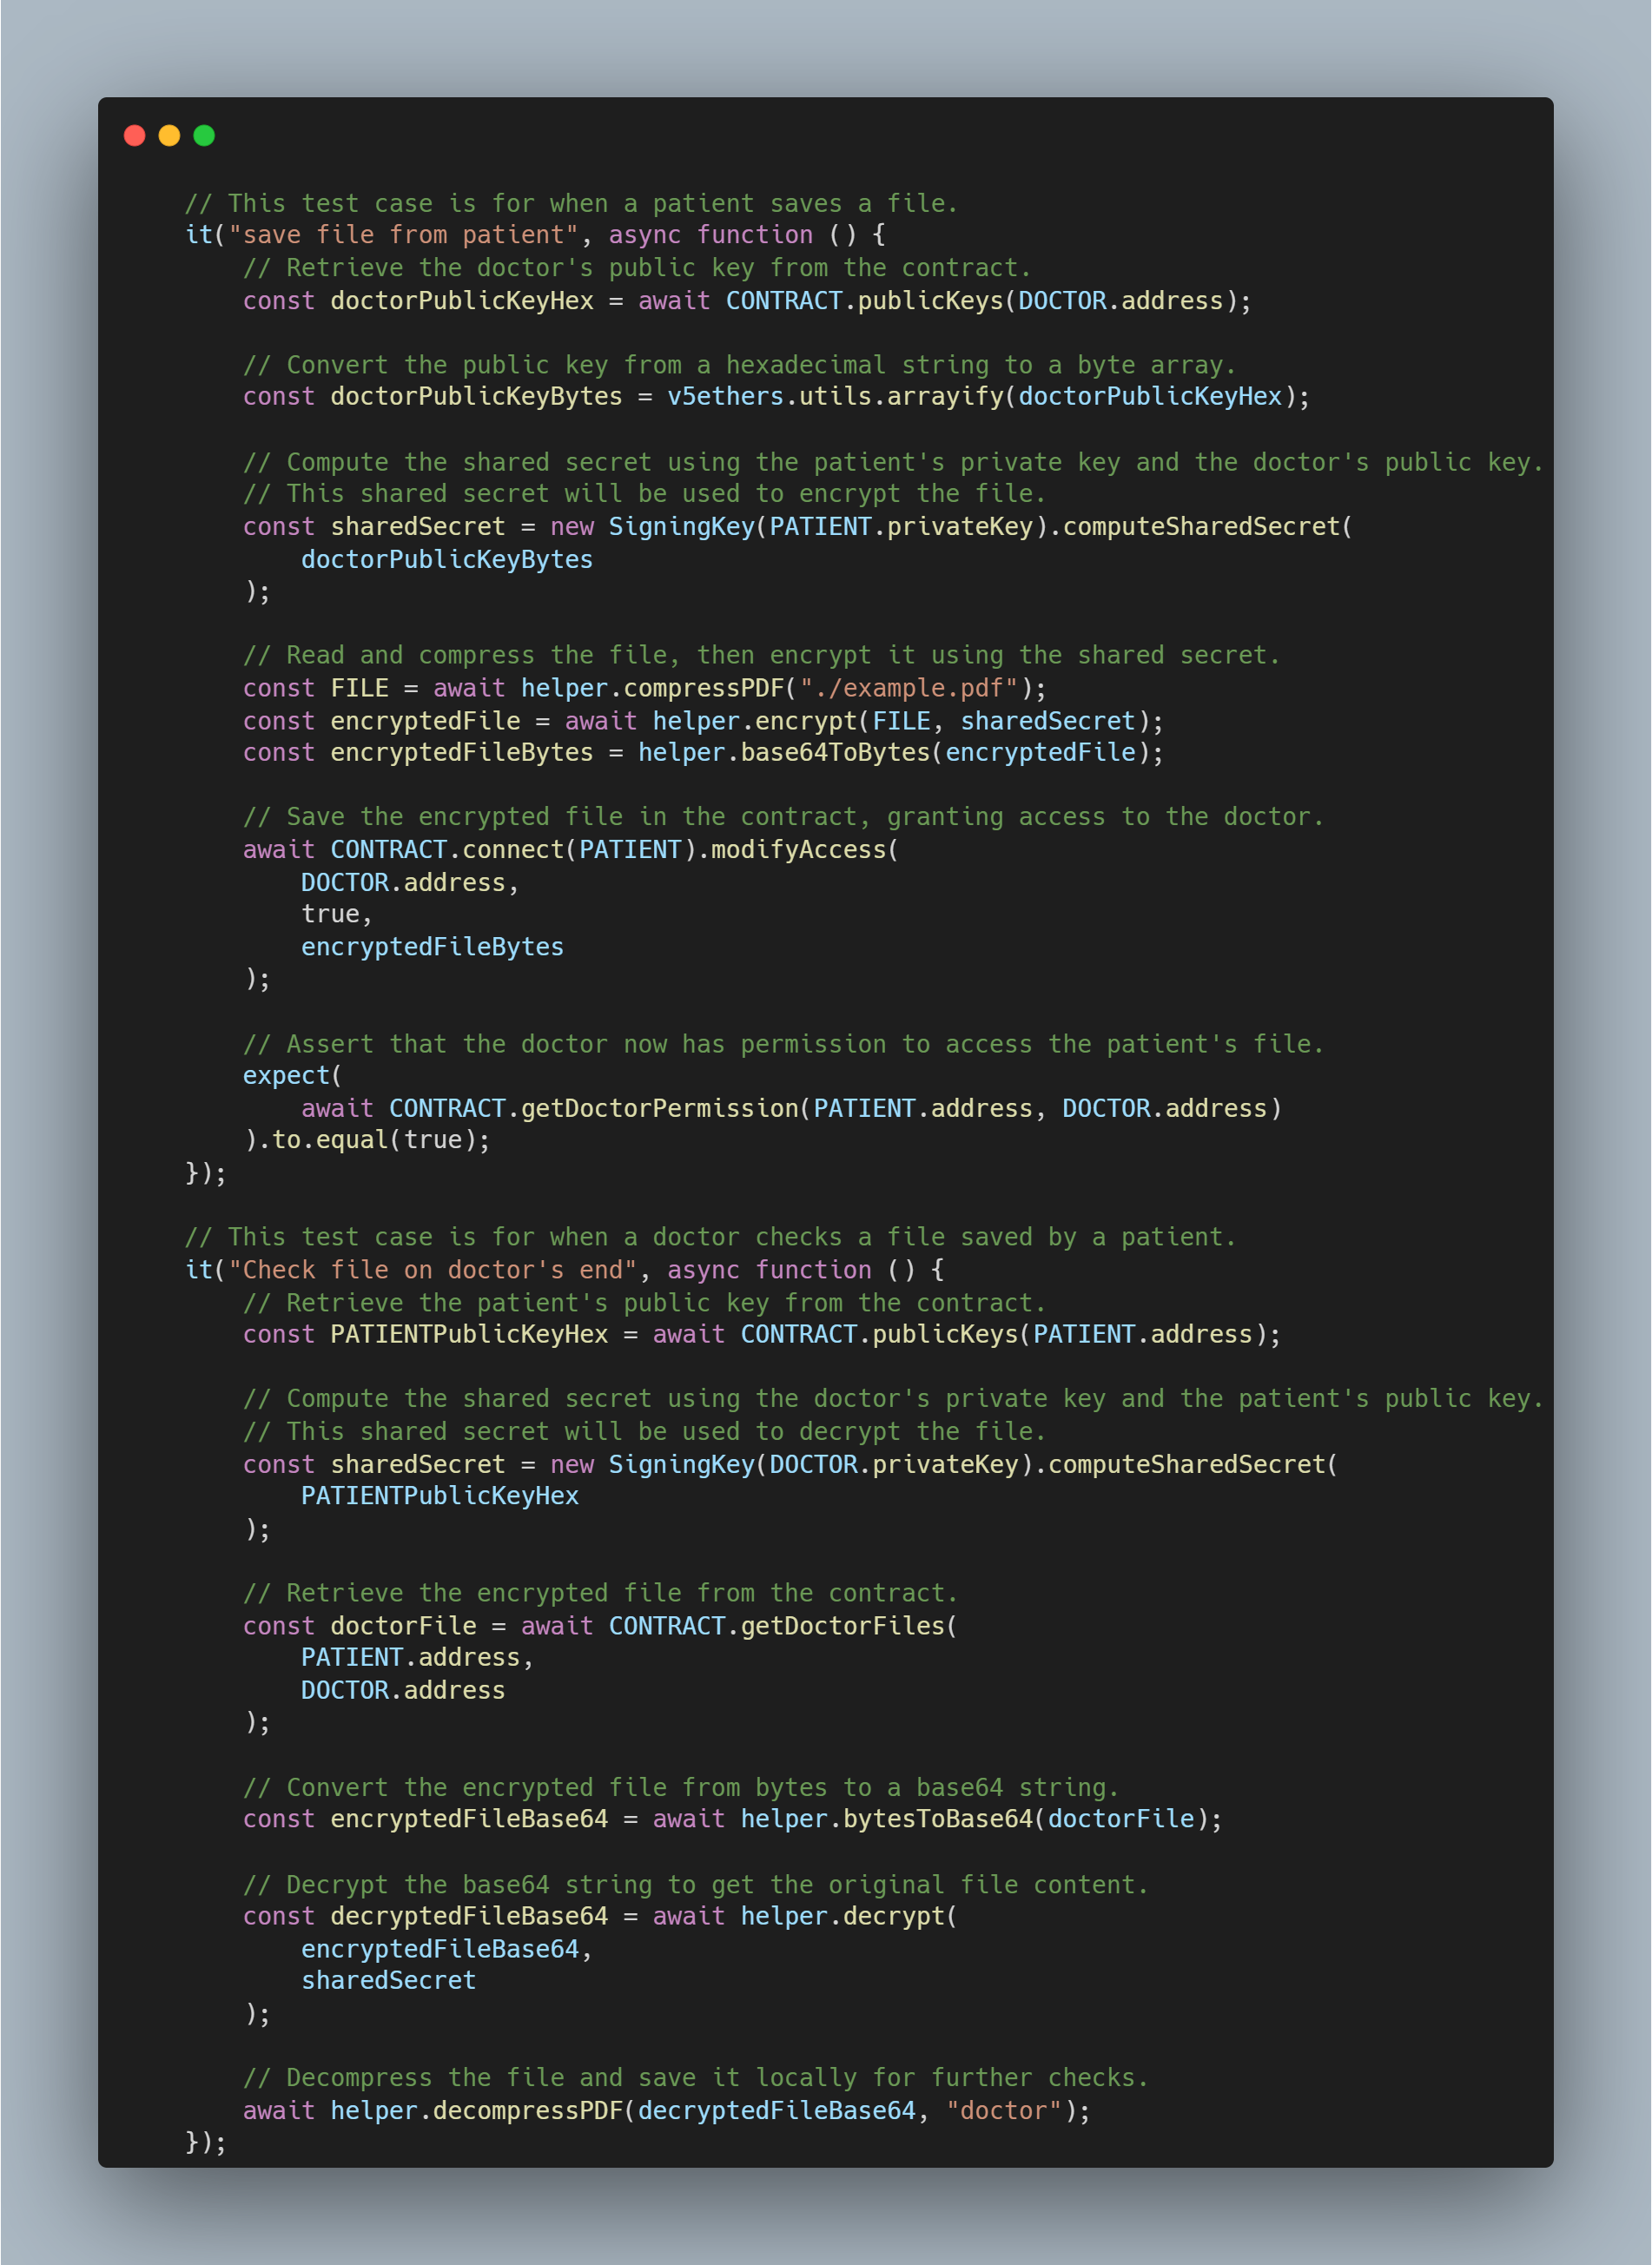 // This test case is for when a patient saves a file.
it("save file from patient", async function () {
// Retrieve the doctor's public key from the contract.
const doctorPublicKeyHex = await CONTRACT.publicKeys(DOCTOR.address);
// Convert the public key from a hexadecimal string to a byte array.
const doctorPublicKeyBytes = v5ethers.utils.arrayify(doctorPublicKeyHex);
// Compute the shared secret using the patient's private key and the doctor's public key.
// This shared secret will be used to encrypt the file.
const sharedSecret = new SigningKey(PATIENT.privateKey).computeSharedSecret(
doctorPublicKeyBytes
);
// Read and compress the file, then encrypt it using the shared secret.
const FILE = await helper.compressPDF("./example.pdf");
const encryptedFile = await helper.encrypt(FILE, sharedSecret);
const encryptedFileBytes = helper.base64ToBytes(encryptedFile);
// Save the encrypted file in the contract, granting access to the doctor.
await CONTRACT.connect(PATIENT).modifyAccess(
DOCTOR.address,
true,
encryptedFileBytes
);
// Assert that the doctor now has permission to access the patient's file.
expect(
await CONTRACT.getDoctorPermission(PATIENT.address, DOCTOR.address)
).to.equal(true);
});
// This test case is for when a doctor checks a file saved by a patient.
it("Check file on doctor's end", async function () {
// Retrieve the patient's public key from the contract.
const PATIENTPublicKeyHex = await CONTRACT.publicKeys(PATIENT.address);
// Compute the shared secret using the doctor's private key and the patient's public key.
// This shared secret will be used to decrypt the file.
const sharedSecret = new SigningKey(DOCTOR.privateKey).computeSharedSecret(
PATIENTPublicKeyHex
);
// Retrieve the encrypted file from the contract.
const doctorFile = await CONTRACT.getDoctorFiles(
PATIENT.address,
DOCTOR.address
);
// Convert the encrypted file from bytes to a base64 string.
const encryptedFileBase64 = await helper.bytesToBase64(doctorFile);
// Decrypt the base64 string to get the original file content.
const decryptedFileBase64 = await helper.decrypt(
encryptedFileBase64,
sharedSecret
);
// Decompress the file and save it locally for further checks.
await helper.decompressPDF(decryptedFileBase64, "doctor");
});